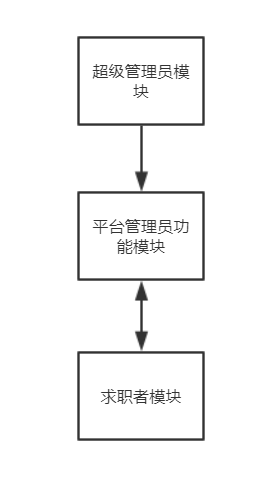 超级管理员模
块
平台管理员功
能模块
求职者模块